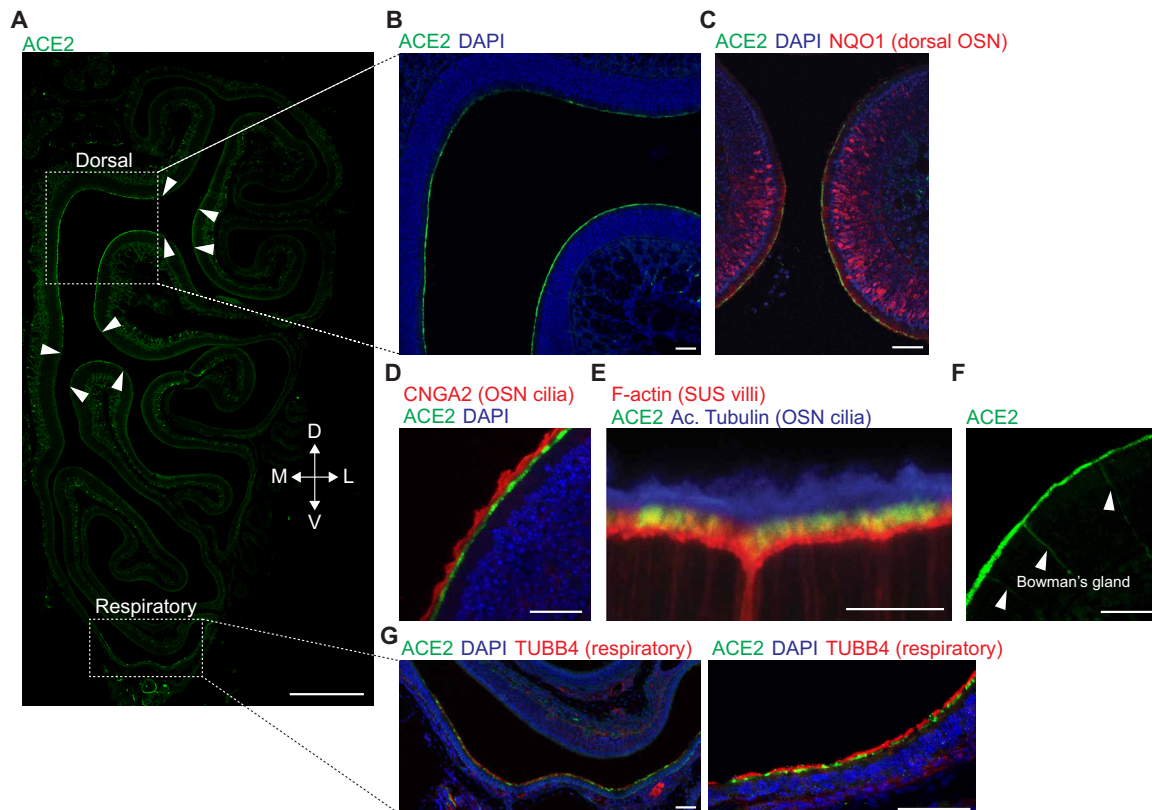 A
ACE2
Dorsal
D
M L
V
Respiratory
B
ACE2 DAPI
C
ACE2 DAPI NQO1 (dorsal OSN)
D
CNGA2 (OSN cilia)
ACE2 DAPI
E
F-actin (SUS villi)
ACE2 Ac. Tubulin (OSN cilia)
F
ACE2
Bowman's gland
G
ACE2 DAPI TUBB4 (respiratory)
ACE2 DAPI TUBB4 (respiratory)